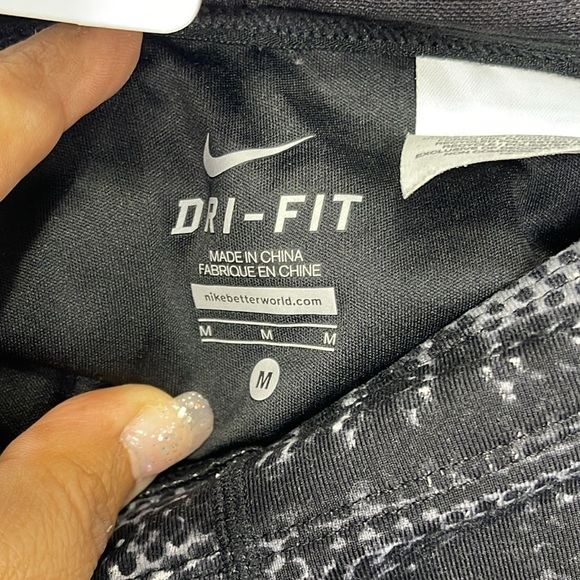 DRI-FIT
MADE IN CHINA
FABRIQUE EN CHINE
nikebetterworld.com
M M M
M